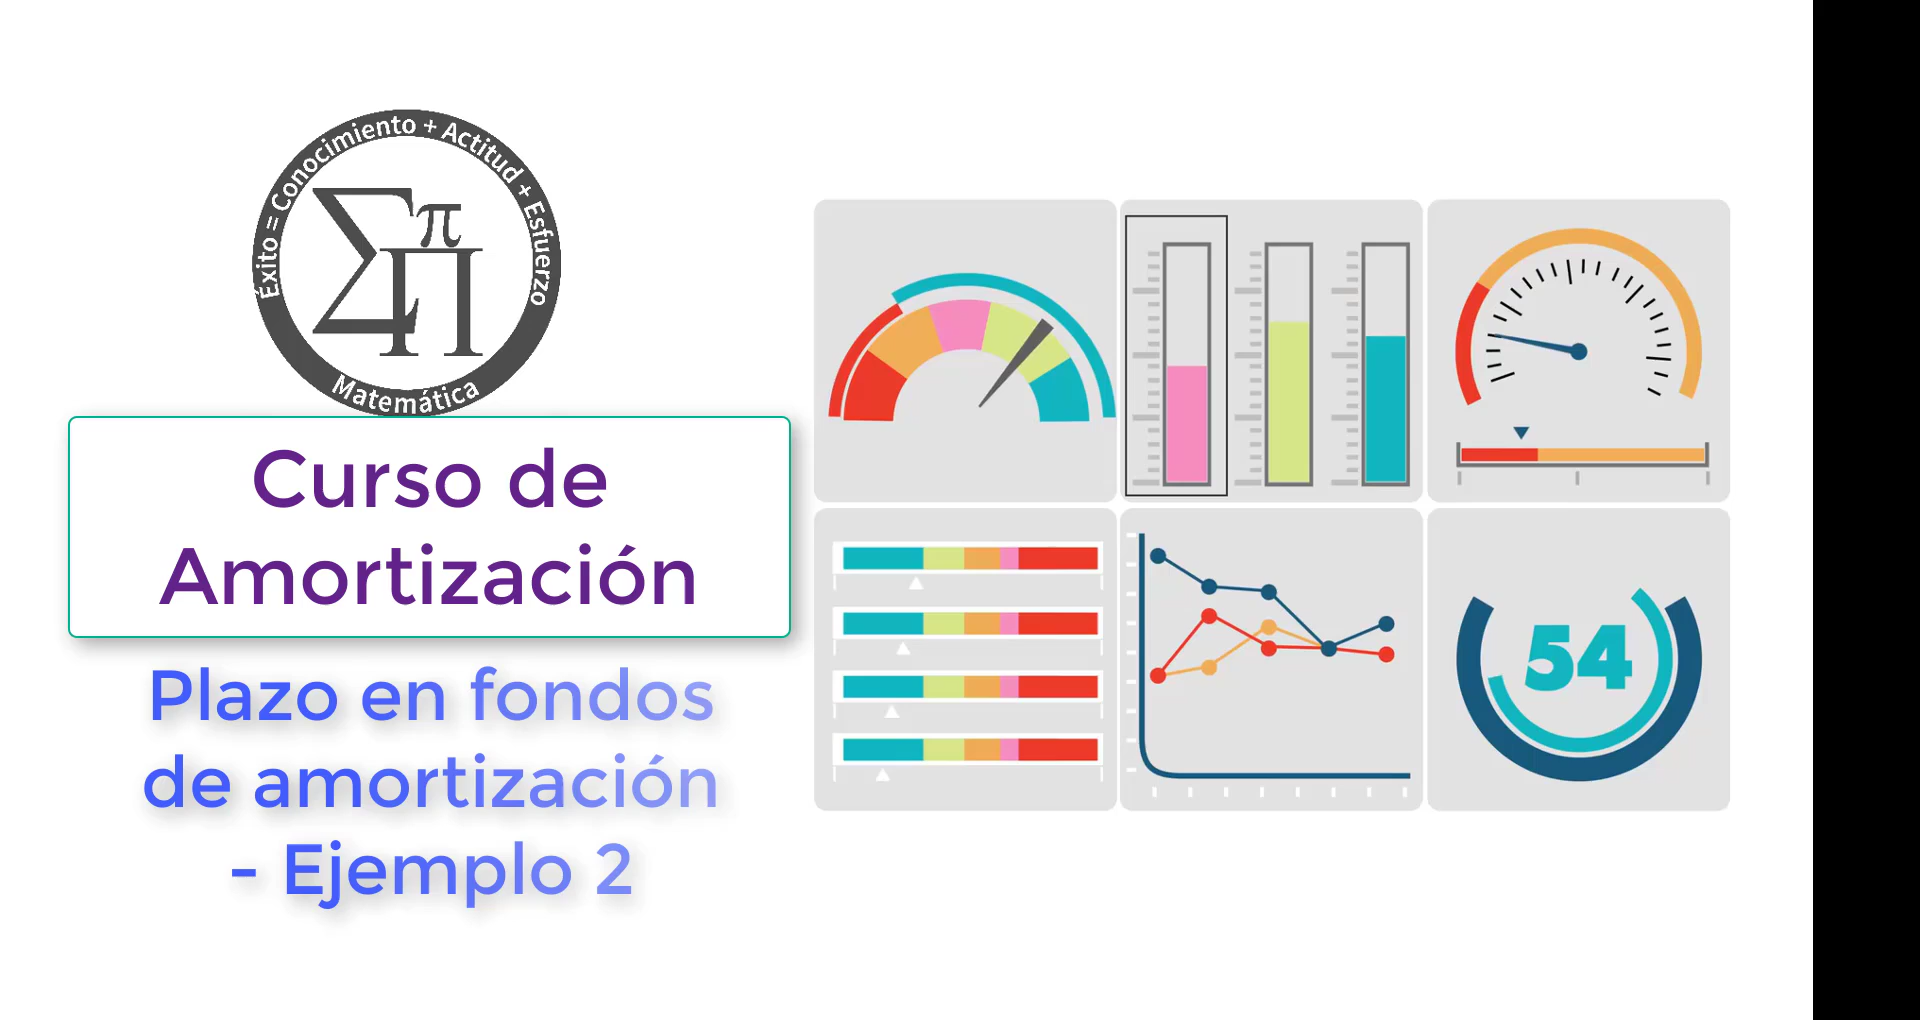 Éxito = Conocimiento + Actitud + Esfuerzo
Σ π Π
Matemática
Curso de
Amortización
Plazo en fondos
de amortización
- Ejemplo 2
54